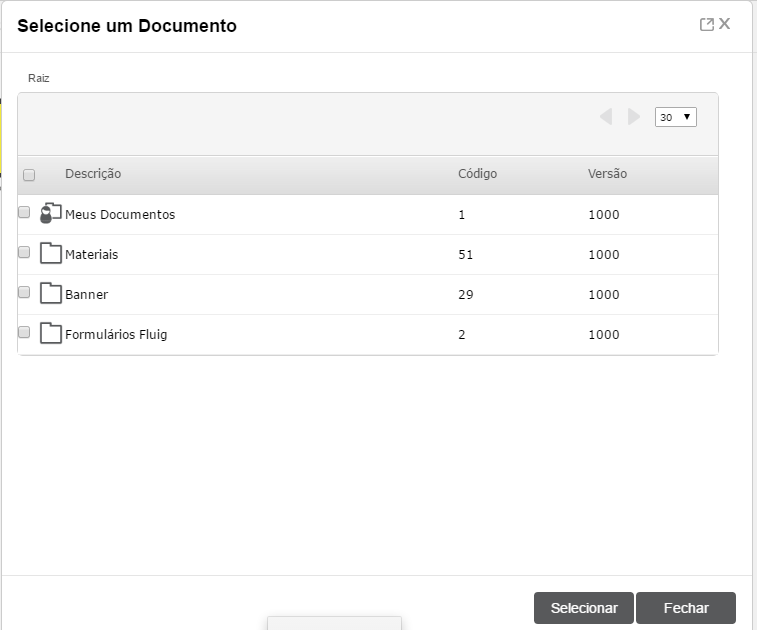 Selecione um Documento
Raiz
30
Descrição Código Versão
Meus Documentos 1 1000
Materiais 51 1000
Banner 29 1000
Formulários Fluig 2 1000
Selecionar Fechar